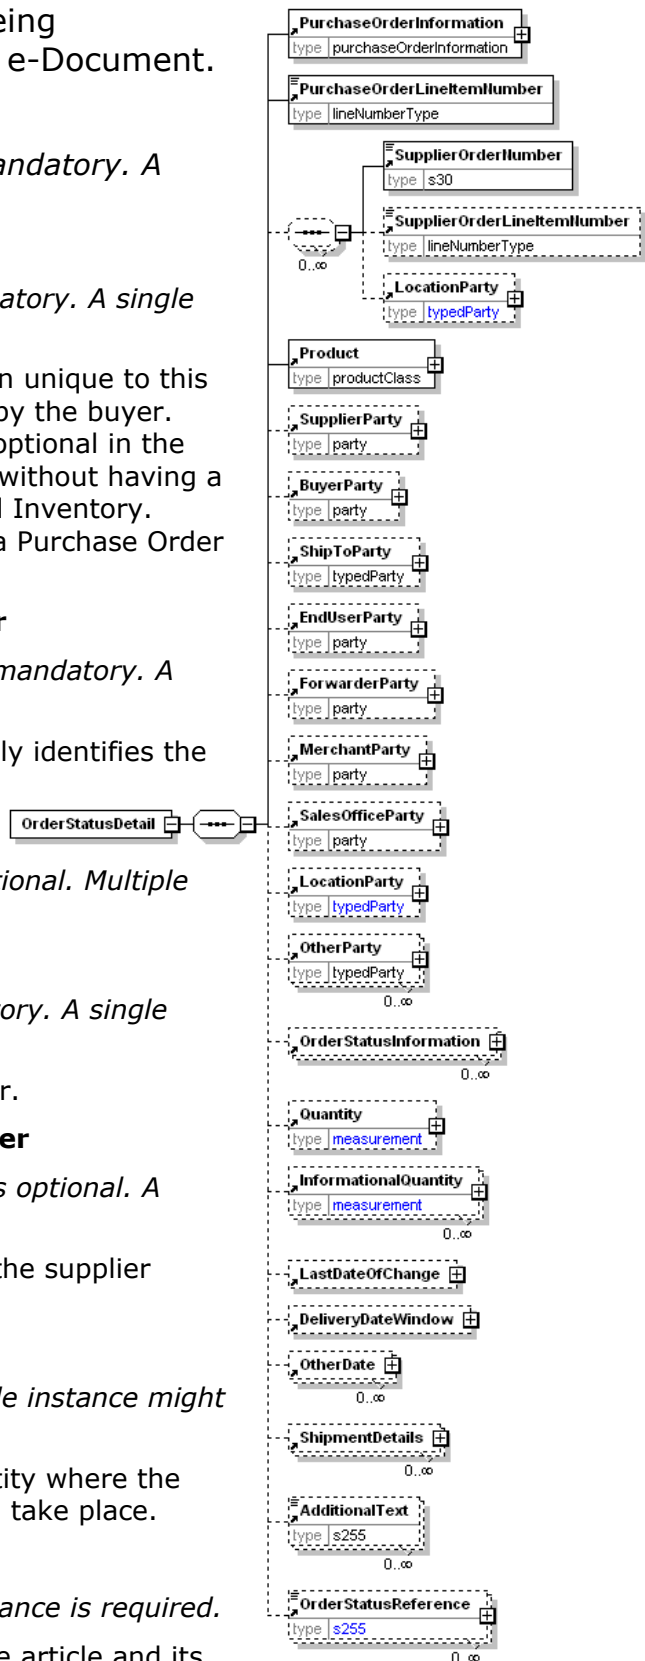 eing
e-Document.
andatory. A
atory. A single
n unique to this
by the buyer.
optional in the
without having a
d Inventory.
a Purchase Order
r
mandatory. A
ly identifies the
tional. Multiple
ory. A single
r.
er
s optional. A
the supplier
le instance might
tity where the
take place.
ance is required.
e article and its
OrderStatusDetail
PurchaseOrderInformation
type purchaseOrderInformation
PurchaseOrderLineItemNumber
type lineNumberType
0..∞
SupplierOrderNumber
type s30
SupplierOrderLineItemNumber
type lineNumberType
LocationParty
type typedParty
Product
type productClass
SupplierParty
type party
BuyerParty
type party
ShipToParty
type typedParty
EndUserParty
type party
ForwarderParty
type party
MerchantParty
type party
SalesOfficeParty
type party
LocationParty
type typedParty
OtherParty
type typedParty
0..∞
OrderStatusInformation
0..∞
Quantity
type measurement
InformationalQuantity
type measurement
0..∞
LastDateOfChange
DeliveryDateWindow
OtherDate
0..∞
ShipmentDetails
0..∞
AdditionalText
type s255
0..∞
OrderStatusReference
type s255
0..∞